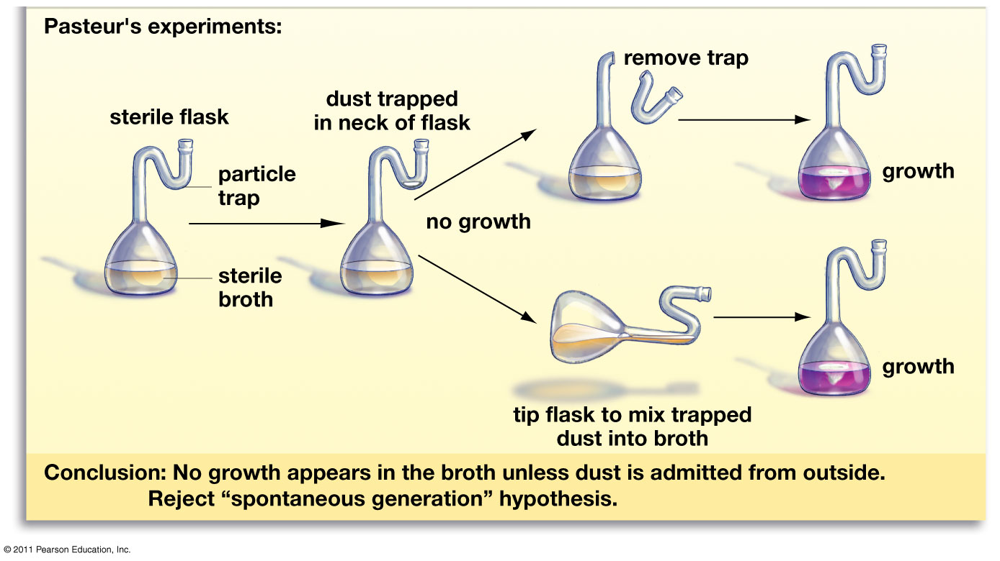 Pasteur's experiments:
sterile flask
particle
trap
sterile
broth
dust trapped
in neck of flask
no growth
remove trap
growth
tip flask to mix trapped
dust into broth
growth
Conclusion: No growth appears in the broth unless dust is admitted from outside.
Reject “spontaneous generation” hypothesis.
© 2011 Pearson Education, Inc.